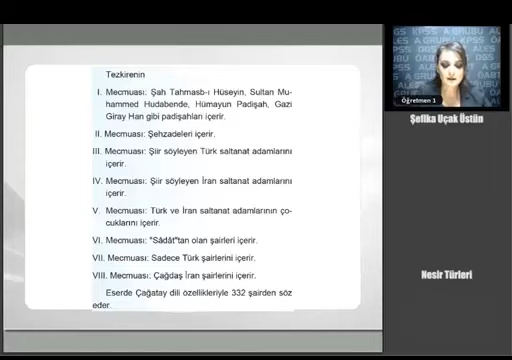 Tezkirenin
I. Mecmuası: Şah Tahmasb-ı Hüseyin, Sultan Mu-
hammed Hudabende, Hümayun Padişah, Gazi
Giray Han gibi padişahları içerir.
II. Mecmuası: Şehzadeleri içerir.
III. Mecmuası: Şiir söyleyen Türk saltanat adamlarını
içerir.
IV. Mecmuası: Şiir söyleyen İran saltanat adamlarını
içerir.
V. Mecmuası: Türk ve İran saltanat adamlarının ço-
cuklarını içerir.
VI. Mecmuası: "Sâdât"tan olan şairleri içerir.
VII. Mecmuası: Sadece Türk şairlerini içerir.
VIII. Mecmuası: Çağdaş İran şairlerini içerir.
Eserde Çağatay dili özellikleriyle 332 şairden söz
eder.
A GRUBU KPSS
Öğretmen 1
Şefika Uçak Üstün
Nesir Türleri